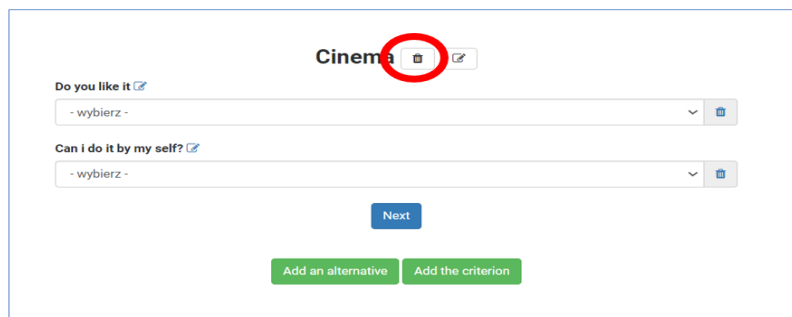 Cinema
Do you like it
- wybierz -
Can i do it by my self?
- wybierz -
Next
Add an alternative Add the criterion